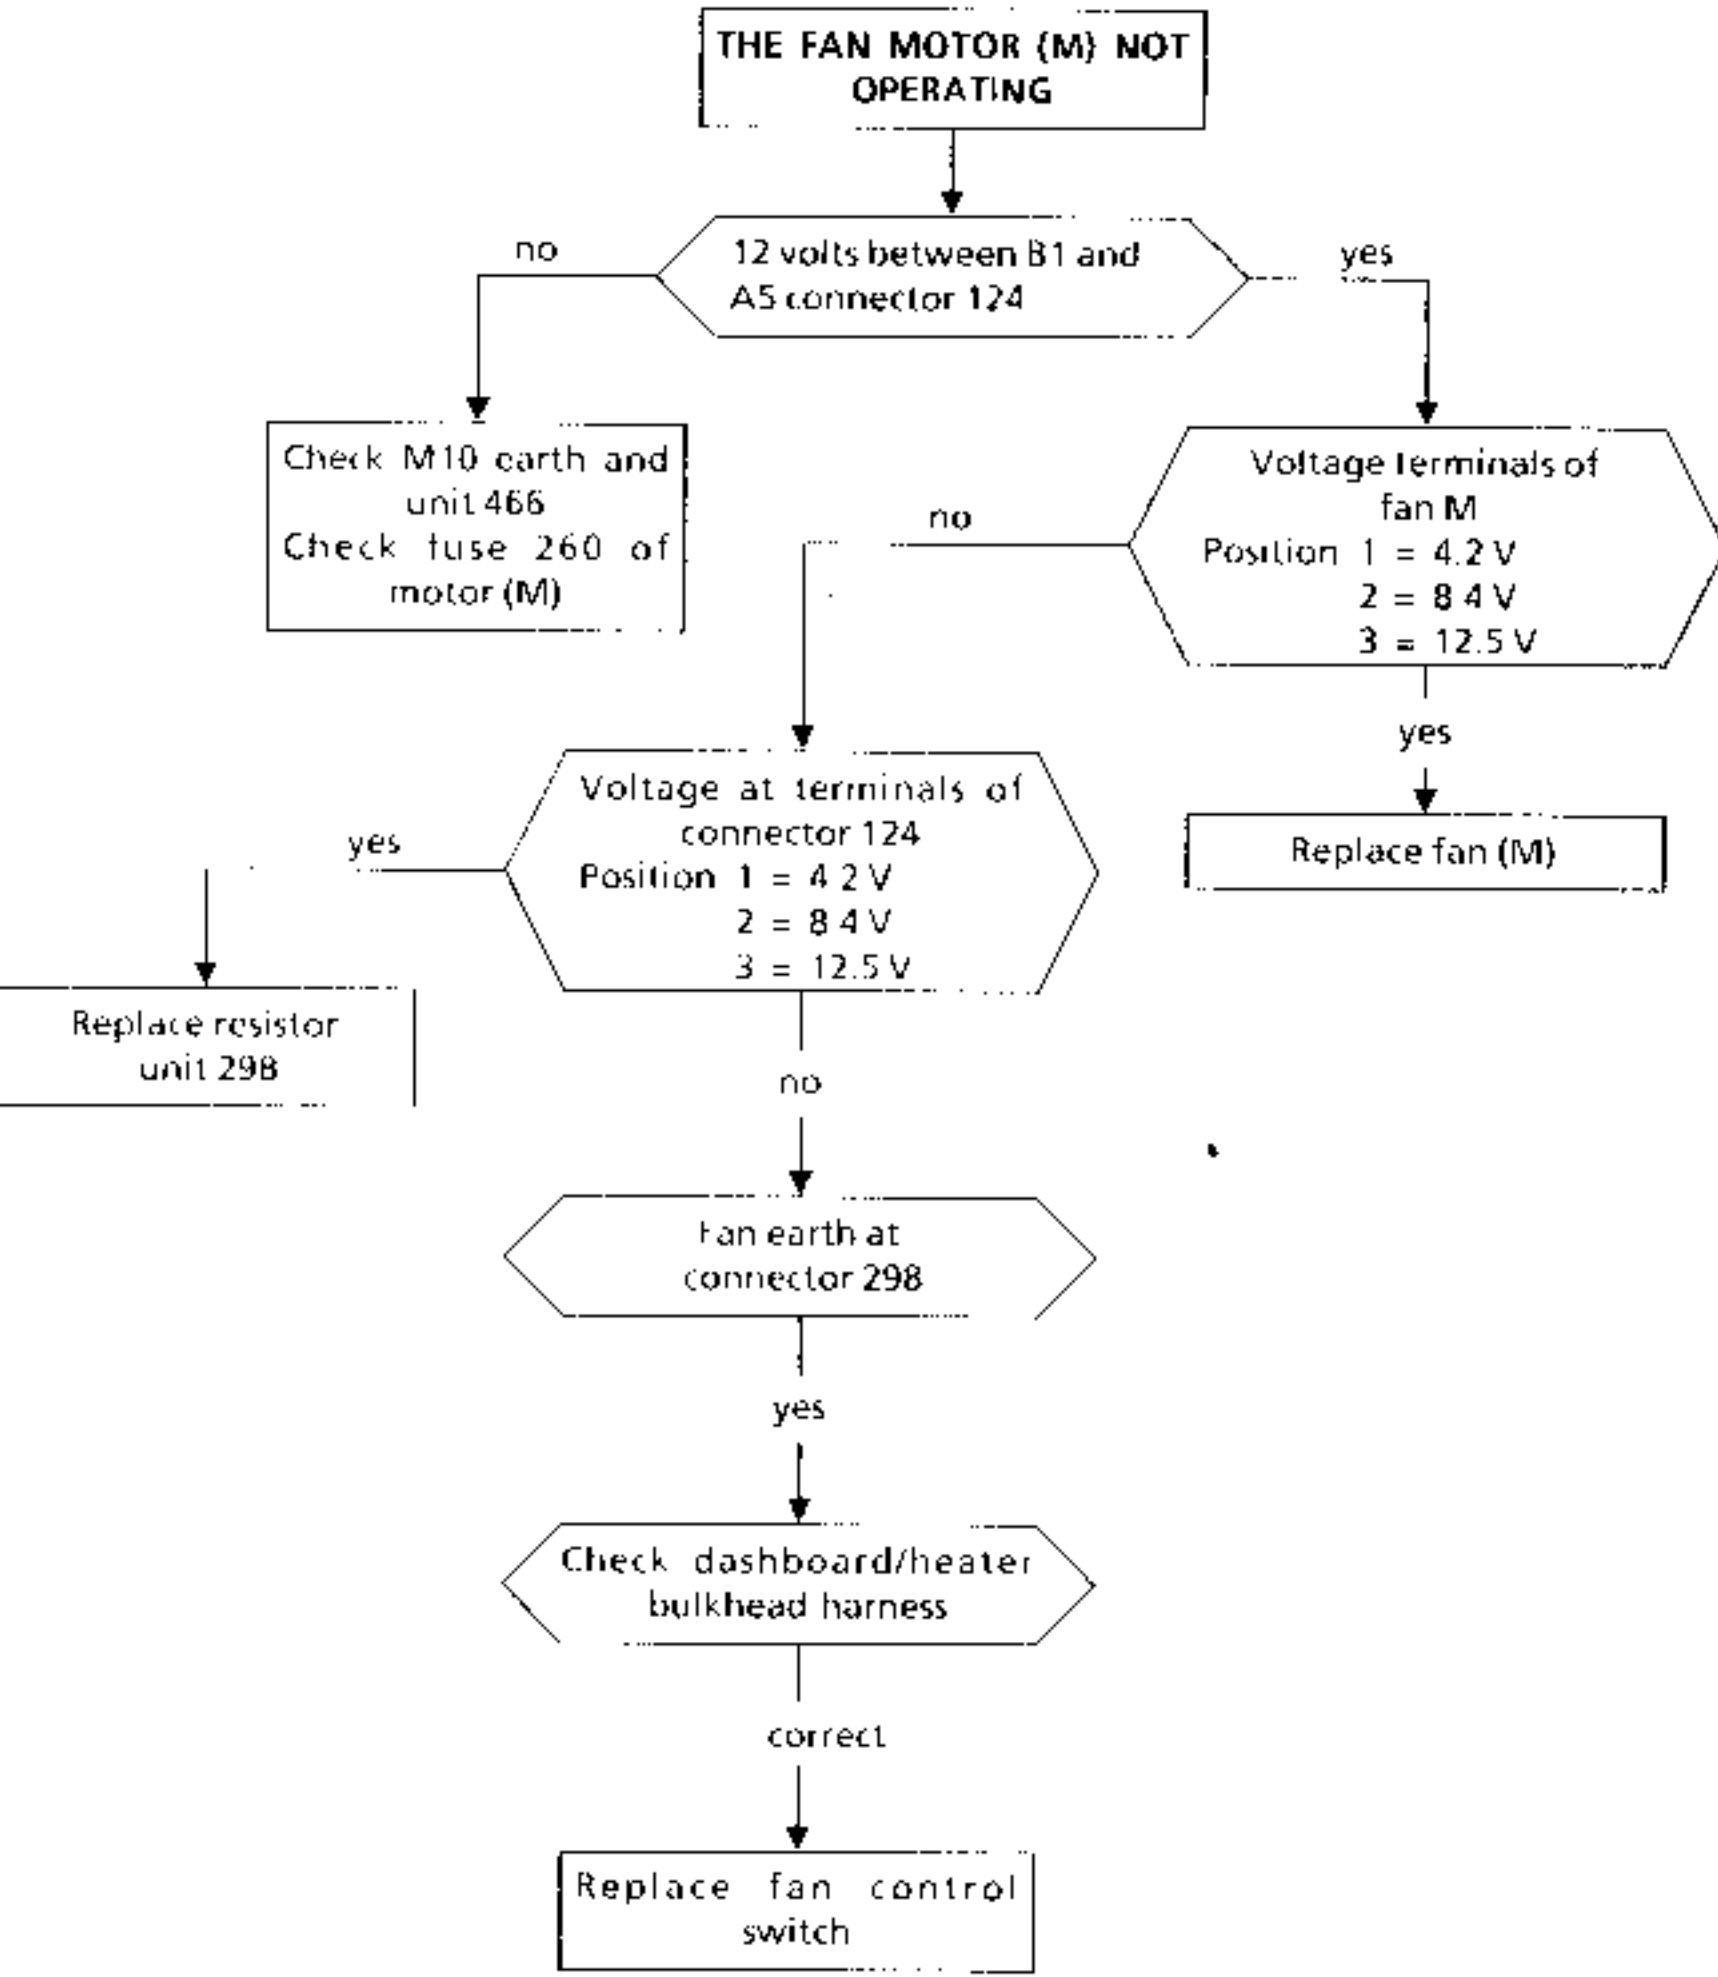 THE FAN MOTOR (M) NOT
OPERATING
no
12 volts between B1 and
A5 connector 124
yes
Check M10 earth and
unit 466
Check fuse 260 of
motor (M)
no
Voltage terminals of
fan M
Position 1 = 4.2 V
2 = 8 4 V
3 = 12.5 V
yes
Replace fan (M)
yes
Voltage at terminals of
connector 124
Position 1 = 4 2 V
2 = 8 4 V
3 = 12.5 V
Replace resistor
unit 298
no
Fan earth at
connector 298
yes
Check dashboard/heater
bulkhead harness
correct
Replace fan control
switch